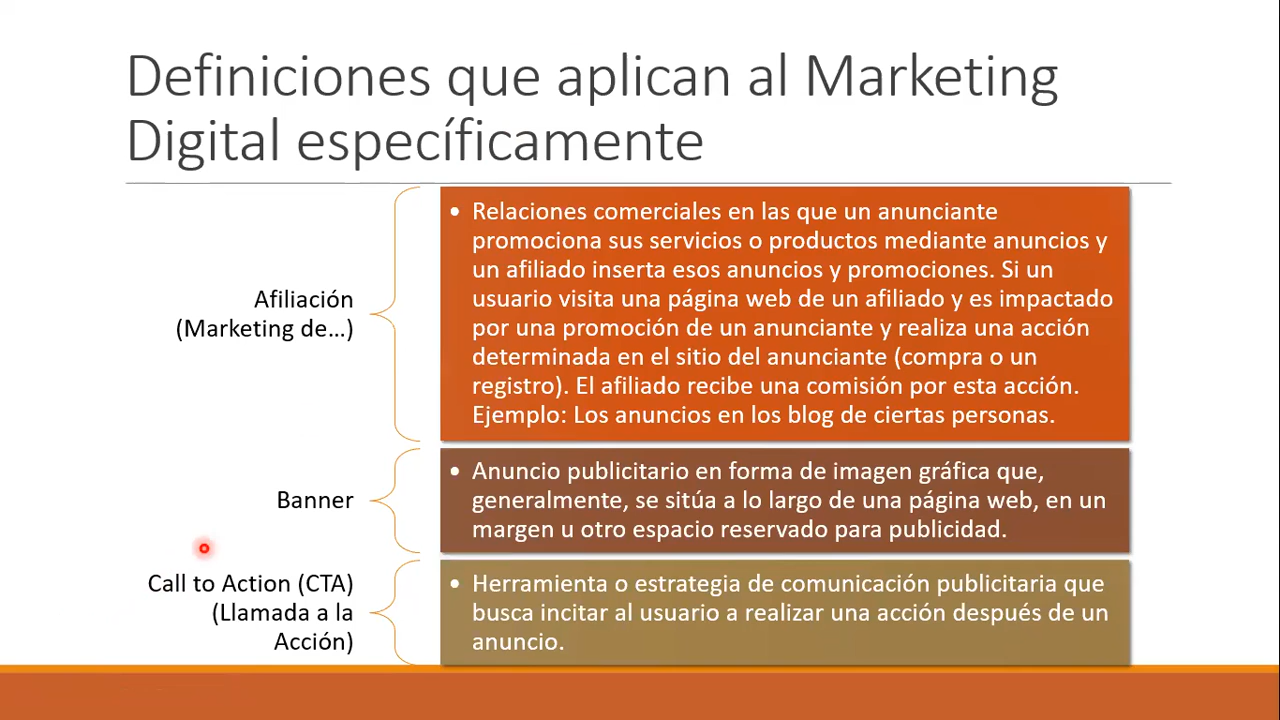 Definiciones que aplican al Marketing
Digital específicamente
Afiliación
(Marketing de…)
• Relaciones comerciales en las que un anunciante
promociona sus servicios o productos mediante anuncios y
un afiliado inserta esos anuncios y promociones. Si un
usuario visita una página web de un afiliado y es impactado
por una promoción de un anunciante y realiza una acción
determinada en el sitio del anunciante (compra o un
registro). El afiliado recibe una comisión por esta acción.
Ejemplo: Los anuncios en los blog de ciertas personas.
Banner
• Anuncio publicitario en forma de imagen gráfica que,
generalmente, se sitúa a lo largo de una página web, en un
margen u otro espacio reservado para publicidad.
Call to Action (CTA)
(Llamada a la
Acción)
• Herramienta o estrategia de comunicación publicitaria que
busca incitar al usuario a realizar una acción después de un
anuncio.